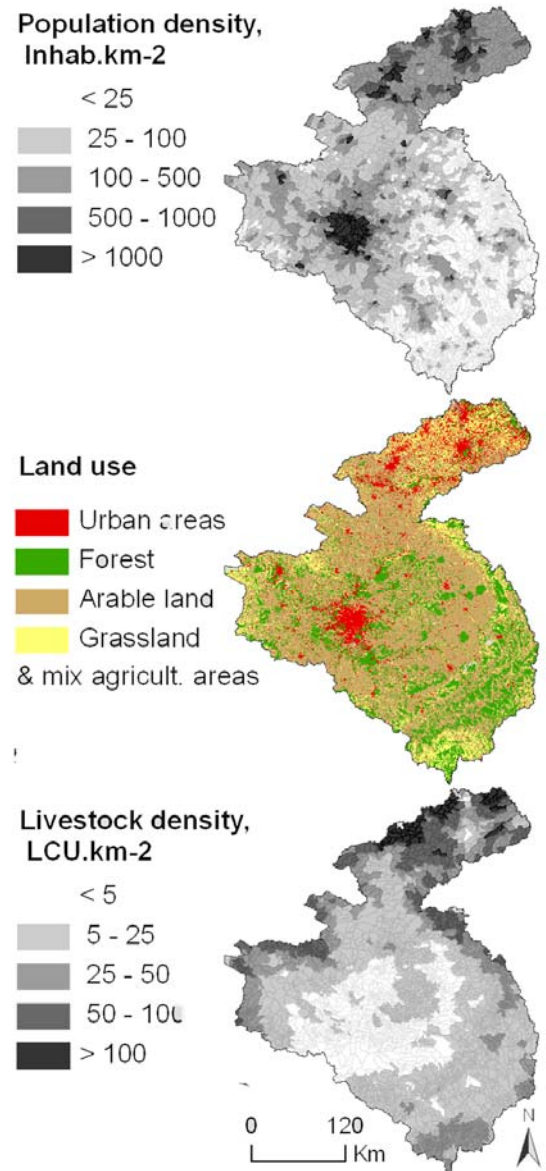 Population density,
Inhab.km-2
< 25
25 - 100
100 - 500
500 - 1000
> 1000
Land use
Urban areas
Forest
Arable land
Grassland
& mix agricult. areas
Livestock density,
LCU.km-2
< 5
5 - 25
25 - 50
50 - 100
> 100
0 120
Km
N